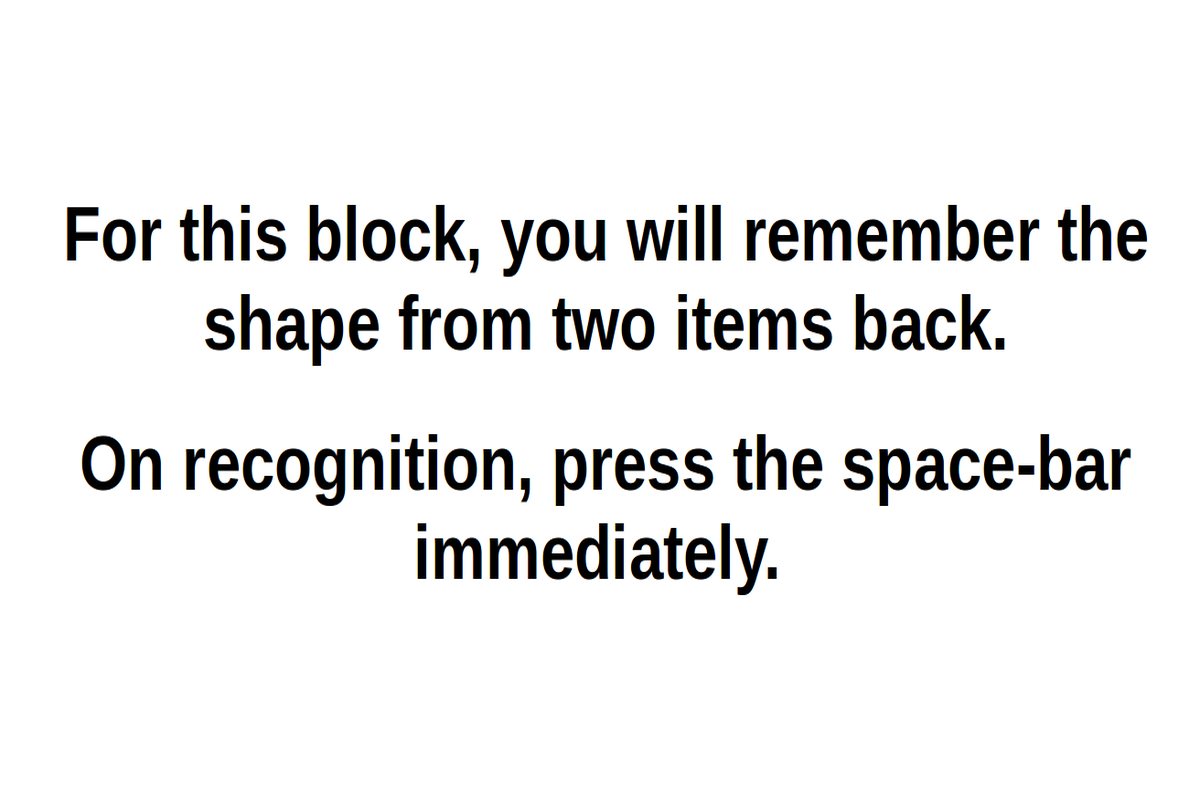 For this block, you will remember the
shape from two items back.
On recognition, press the space-bar
immediately.